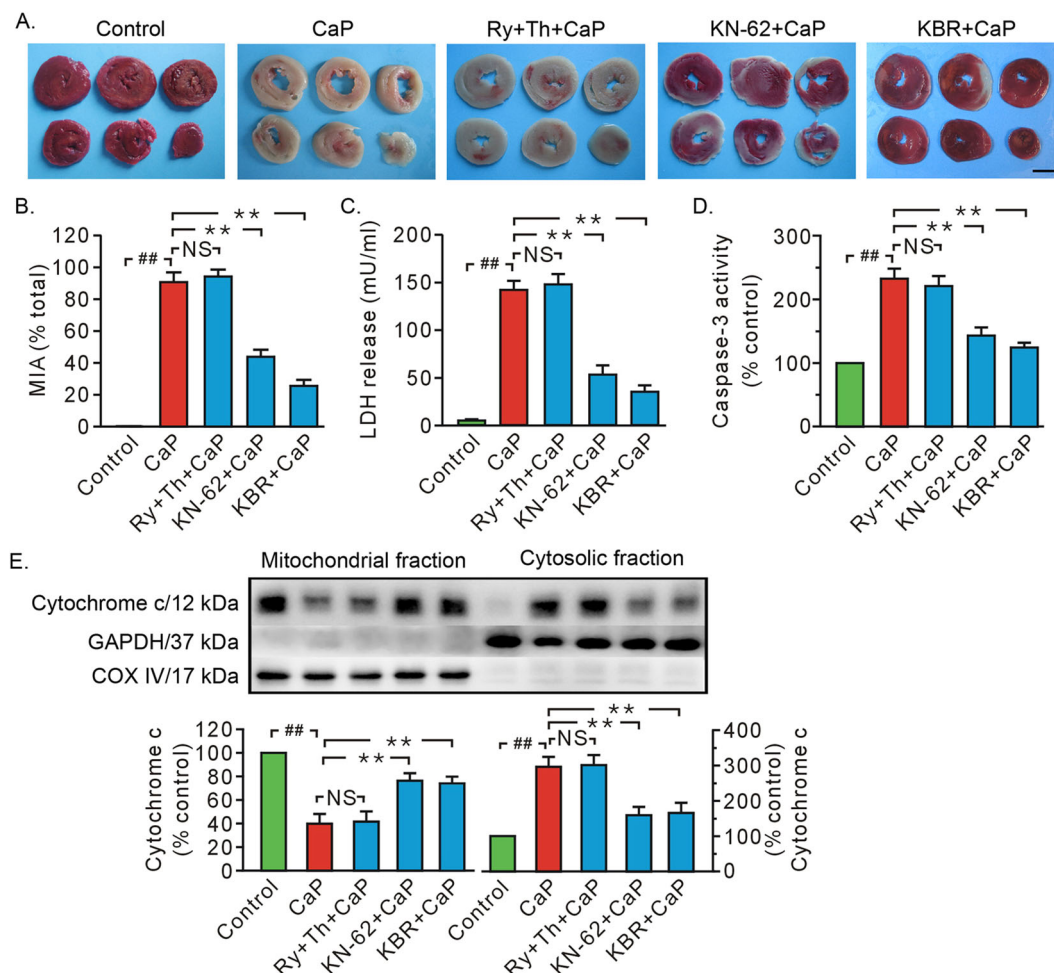 A.
Control
CaP
Ry+Th+CaP
KN-62+CaP
KBR+CaP
B.
MIA (% total)
120
100
80
60
40
20
0
##
NS
**
**
Control
CaP
Ry+Th+CaP
KN-62+CaP
KBR+CaP
C.
LDH release (mU/ml)
200
150
100
50
0
##
NS
**
**
Control
CaP
Ry+Th+CaP
KN-62+CaP
KBR+CaP
D.
Caspase-3 activity
(% control)
300
200
100
0
##
NS
**
**
Control
CaP
Ry+Th+CaP
KN-62+CaP
KBR+CaP
E.
Mitochondrial fraction
Cytosolic fraction
Cytochrome c/12 kDa
GAPDH/37 kDa
COX IV/17 kDa
Cytochrome c
(% control)
120
100
80
60
40
20
0
##
NS
**
**
Control
CaP
Ry+Th+CaP
KN-62+CaP
KBR+CaP
##
NS
**
**
400
300
200
100
0
(% control)
Cytochrome c
Control
CaP
Ry+Th+CaP
KN-62+CaP
KBR+CaP